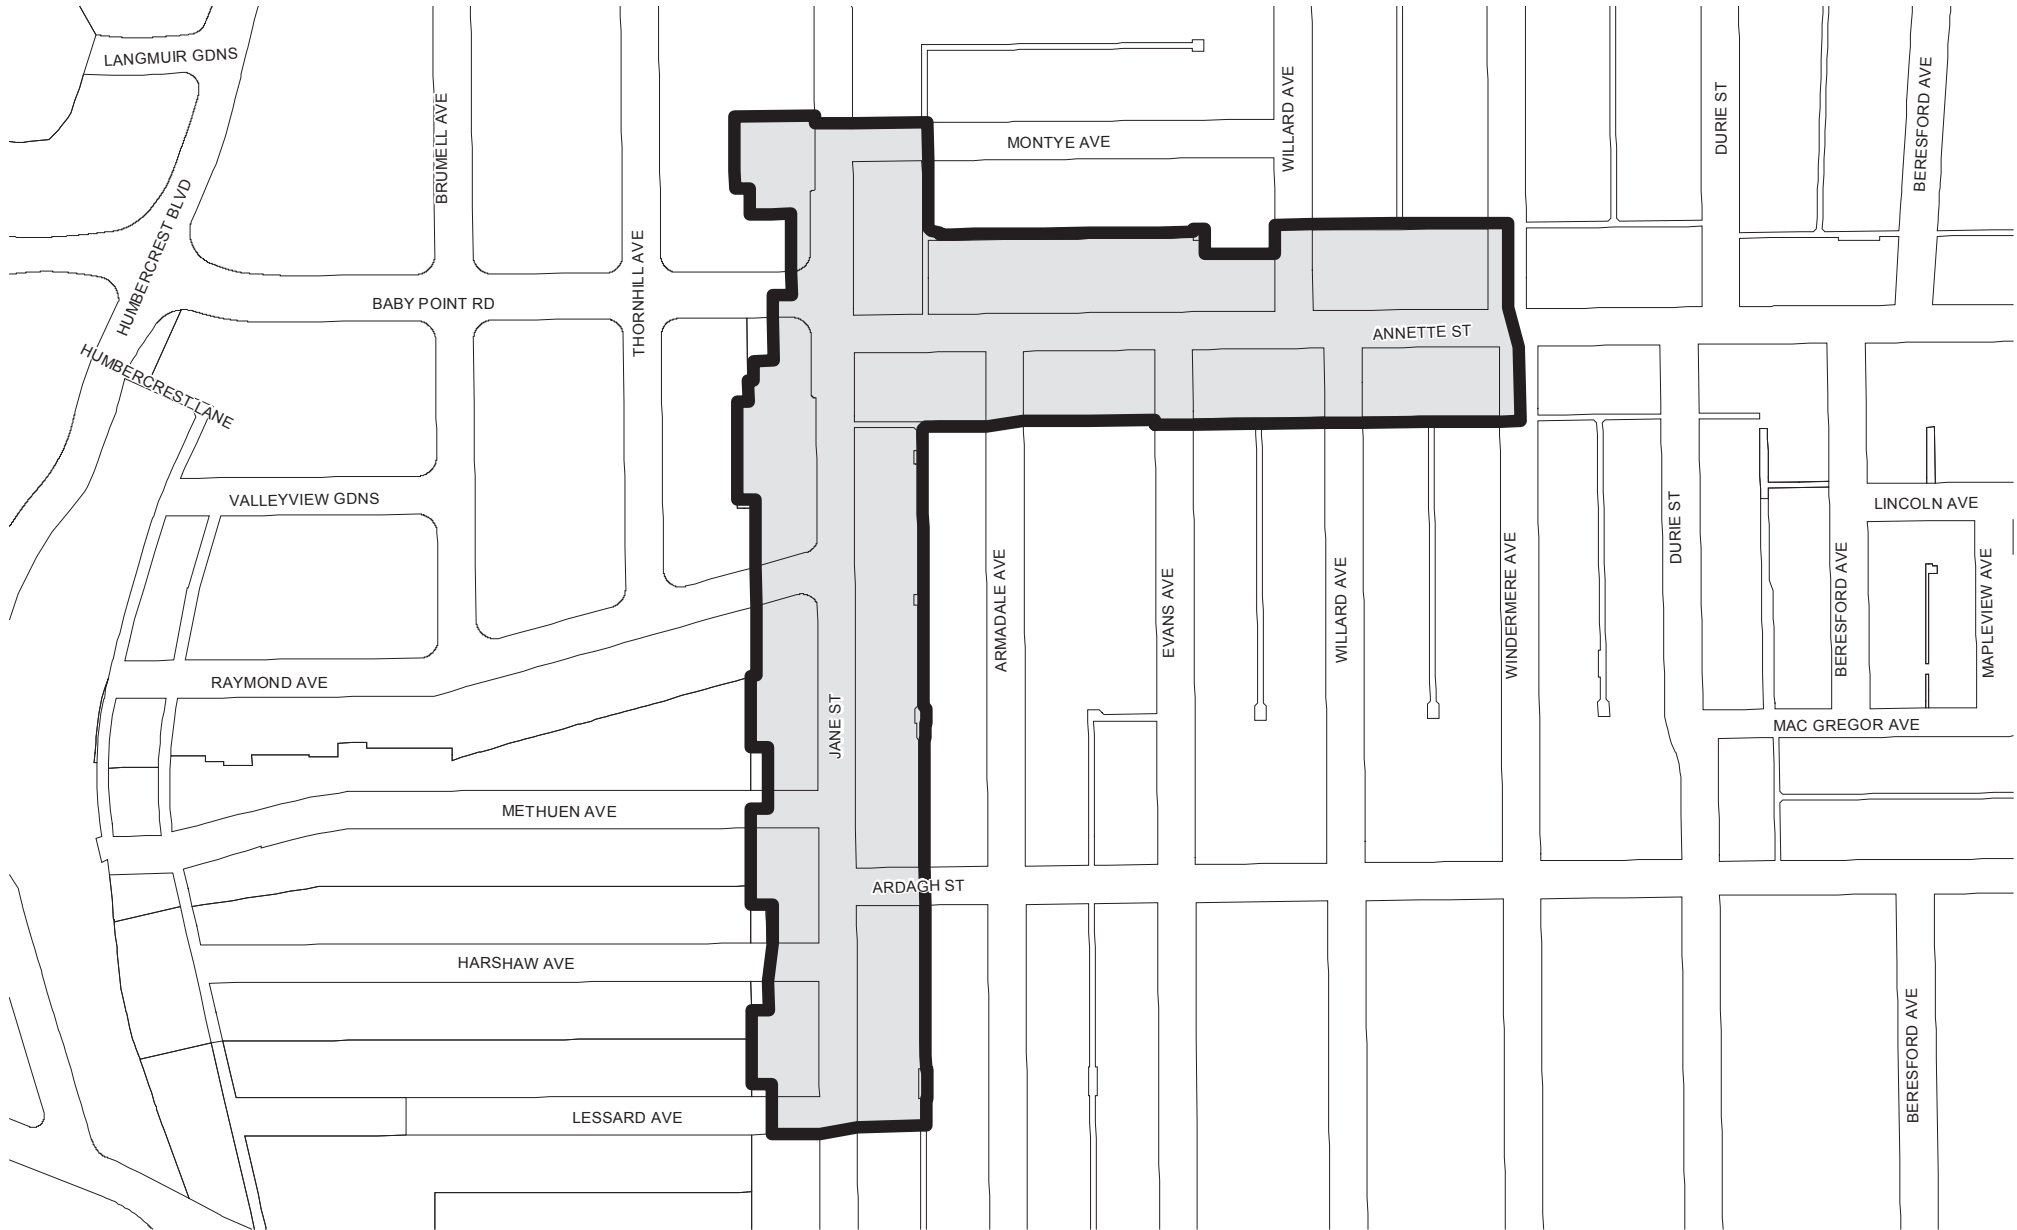 LANGMUIR GDNS
BRUMELL AVE
WILLARD AVE
DURIE ST
BERESFORD AVE
MONTYE AVE
HUMBERCREST BLVD
THORNHILL AVE
BABY POINT RD
ANNETTE ST
HUMBERCREST LANE
VALLEYVIEW GDNS
LINCOLN AVE
ARMADALE AVE
EVANS AVE
WILLARD AVE
WINDERMERE AVE
DURIE ST
BERESFORD AVE
MAPLEVIEW AVE
RAYMOND AVE
JANE ST
MAC GREGOR AVE
METHUEN AVE
ARDAGH ST
HARSHAW AVE
BERESFORD AVE
LESSARD AVE